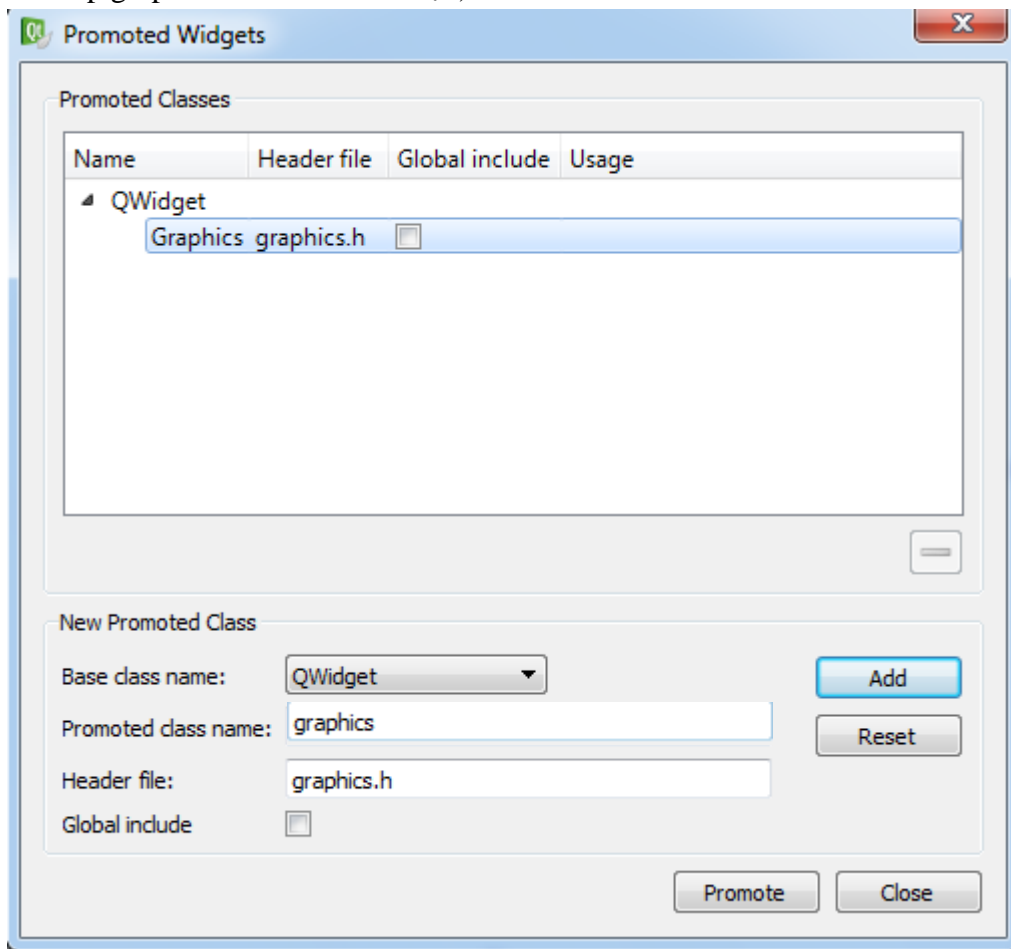 Promoted Widgets
Promoted Classes
Name Header file Global include Usage
QWidget
Graphics graphics.h
New Promoted Class
Base class name: QWidget Add
Promoted class name: graphics
Reset
Header file: graphics.h
Global include
Promote Close